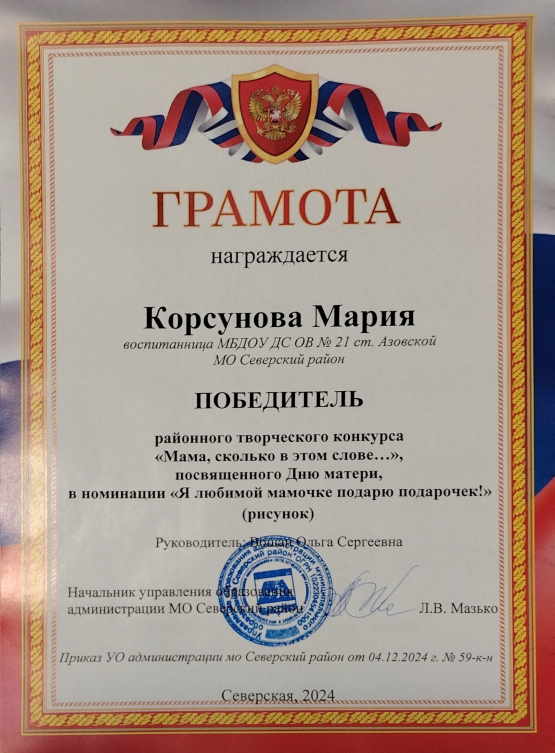 ГРАМОТА
награждается
Корсунова Мария
воспитанница МБДОУ ДС ОВ № 21 ст. Азовской
МО Северский район
ПОБЕДИТЕЛЬ
районного творческого конкурса
«Мама, сколько в этом слове…»,
посвященного Дню матери,
в номинации «Я любимой мамочке подарю подарочек!»
(рисунок)
Руководитель: Ольга Сергеевна
Начальник управления образования
администрации МО Северский район Л.В. Мазько
Приказ УО администрации мо Северский район от 04.12.2024 г. № 59-к-н
Северская, 2024